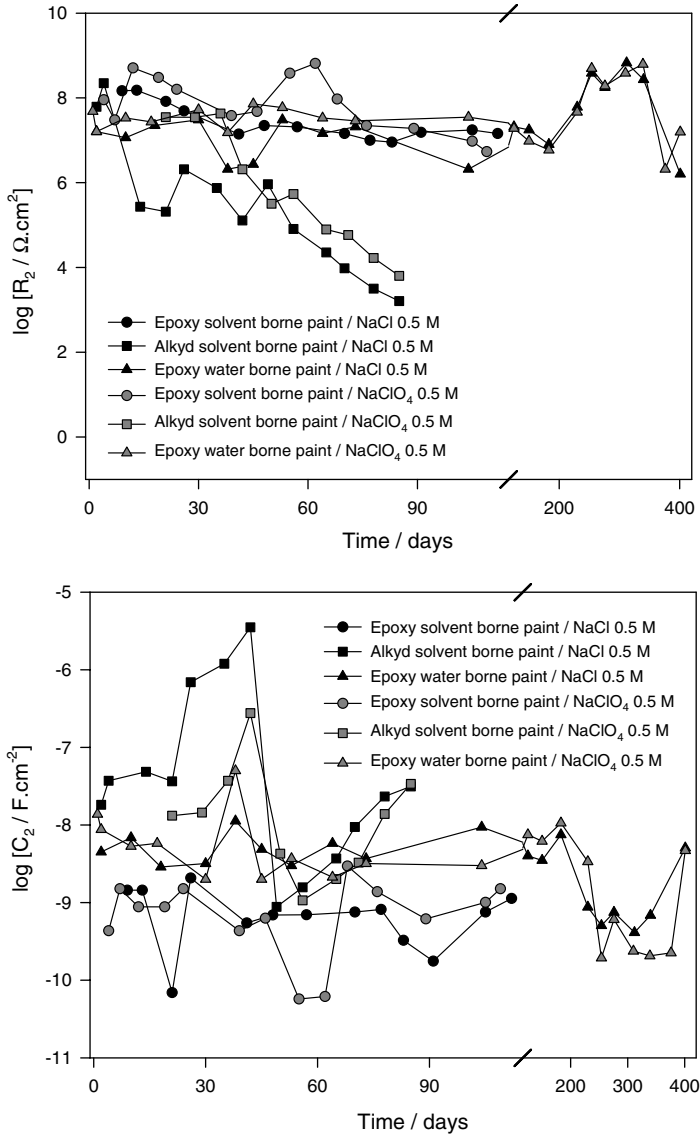 10
8
6
4
2
0
log [R₂ / Ω.cm²]
Epoxy solvent borne paint / NaCl 0.5 M
Alkyd solvent borne paint / NaCl 0.5 M
Epoxy water borne paint / NaCl 0.5 M
Epoxy solvent borne paint / NaClO₄ 0.5 M
Alkyd solvent borne paint / NaClO₄ 0.5 M
Epoxy water borne paint / NaClO₄ 0.5 M
0 30 60 90 200 400
Time / days
-5
-6
-7
-8
-9
-10
-11
log [C₂ / F.cm⁻²]
Epoxy solvent borne paint / NaCl 0.5 M
Alkyd solvent borne paint / NaCl 0.5 M
Epoxy water borne paint / NaCl 0.5 M
Epoxy solvent borne paint / NaClO₄ 0.5 M
Alkyd solvent borne paint / NaClO₄ 0.5 M
Epoxy water borne paint / NaClO₄ 0.5 M
0 30 60 90 200 300 400
Time / days